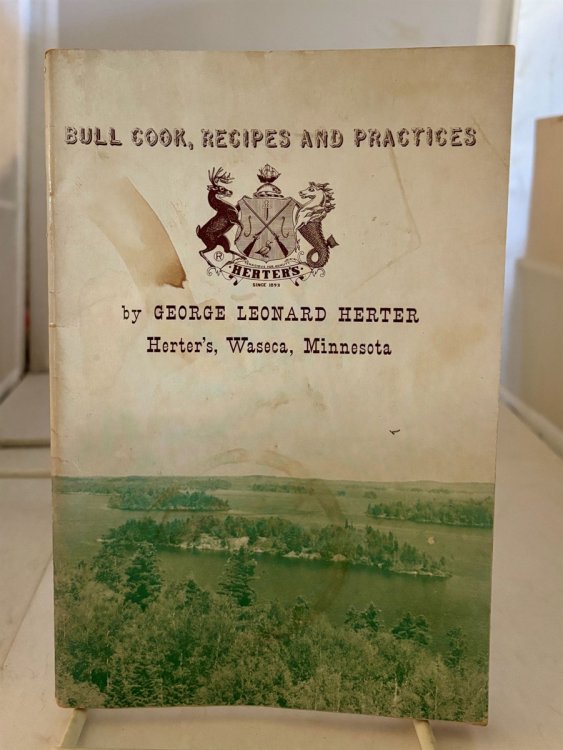 BULL COOK, RECIPES AND PRACTICES
®
HERTER'S
SINCE 1893
by GEORGE LEONARD HERTER
Herter's, Waseca, Minnesota